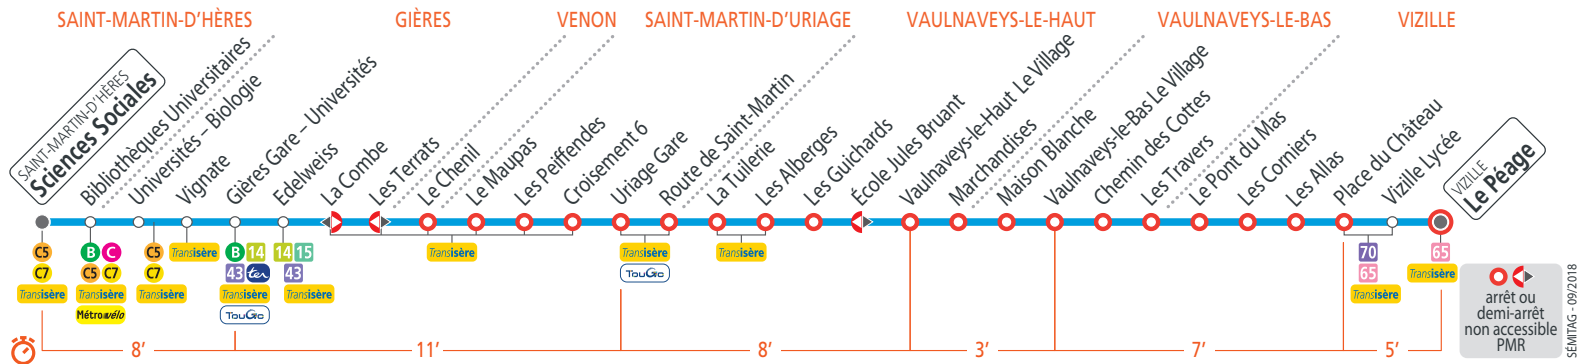 SAINT-MARTIN-D'HÈRES
GIÈRES
VENON
SAINT-MARTIN-D'URIAGE
VAULNAVEYS-LE-HAUT
VAULNAVEYS-LE-BAS
VIZILLE
SAINT-MARTIN-D'HÈRES
Sciences Sociales
Bibliothèques Universitaires
Universités – Biologie
Vignate
Gières Gare – Universités
Edelweiss
La Combe
Les Terrats
Le Chenil
Le Maupas
Les Peiffendes
Croisement 6
Uriage Gare
Route de Saint-Martin
La Tuilerie
Les Alberges
Les Guichards
École Jules Bruant
Vaulnaveys-le-Haut Le Village
Marchandises
Maison Blanche
Vaulnaveys-le-Bas Le Village
Chemin des Cottes
Les Travers
Le Pont du Mas
Les Corniers
Les Allas
Place du Château
Vizille Lycée
VIZILLE
Le Péage
C5
C7
Transisère
B C
C5 C7
Transisère
Métrovélo
C5
C7
Transisère
Transisère
B 14
43 ter
Transisère
TouGo
14 15
43
Transisère
Transisère
Transisère
TouGo
Transisère
70
65
Transisère
65
Transisère
8'
11'
8'
3'
7'
5'
arrêt ou
demi-arrêt
non accessible
PMR
SÉMITAG - 09/2018